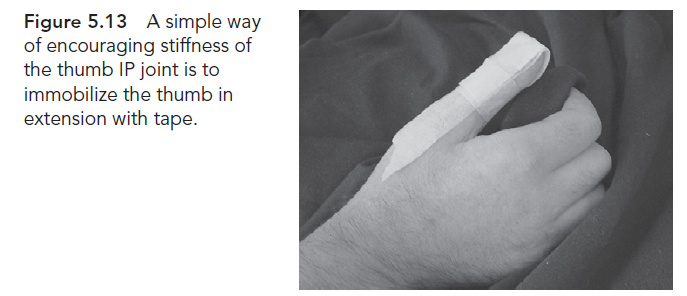 Figure 5.13 A simple way
of encouraging stiffness of
the thumb IP joint is to
immobilize the thumb in
extension with tape.